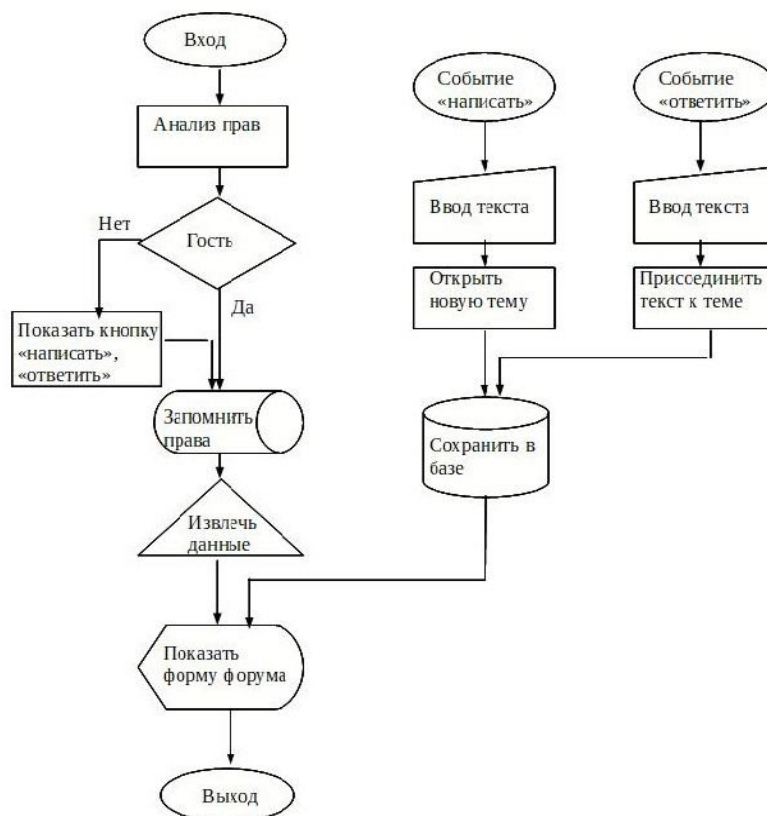 Вход
Анализ прав
Нет
Гость
Да
Показать кнопку
«написать»,
«ответить»
Запомнить
права
Извлечь
данные
Показать
форму форума
Выход
Событие
«написать»
Ввод текста
Открыть
новую тему
Сохранить в
базе
Событие
«ответить»
Ввод текста
Присоединить
текст к теме